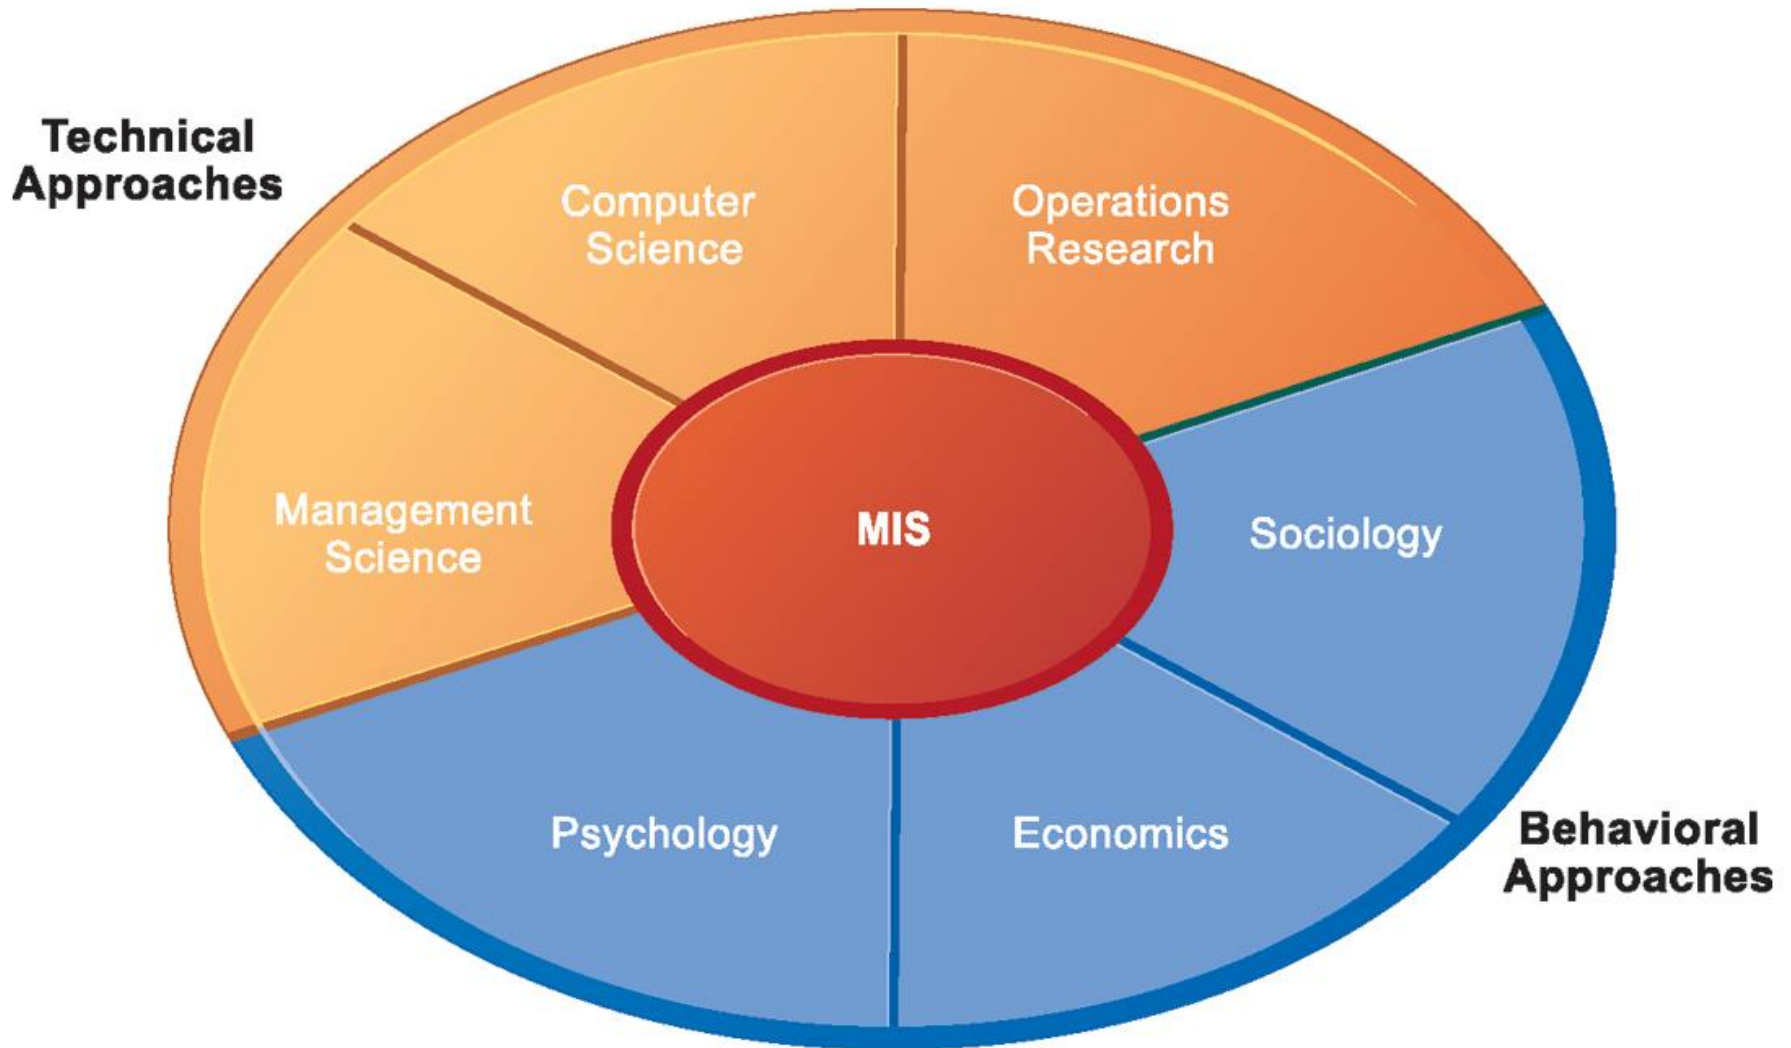 Technical
Approaches
Computer
Science
Operations
Research
Management
Science
MIS
Sociology
Psychology
Economics
Behavioral
Approaches